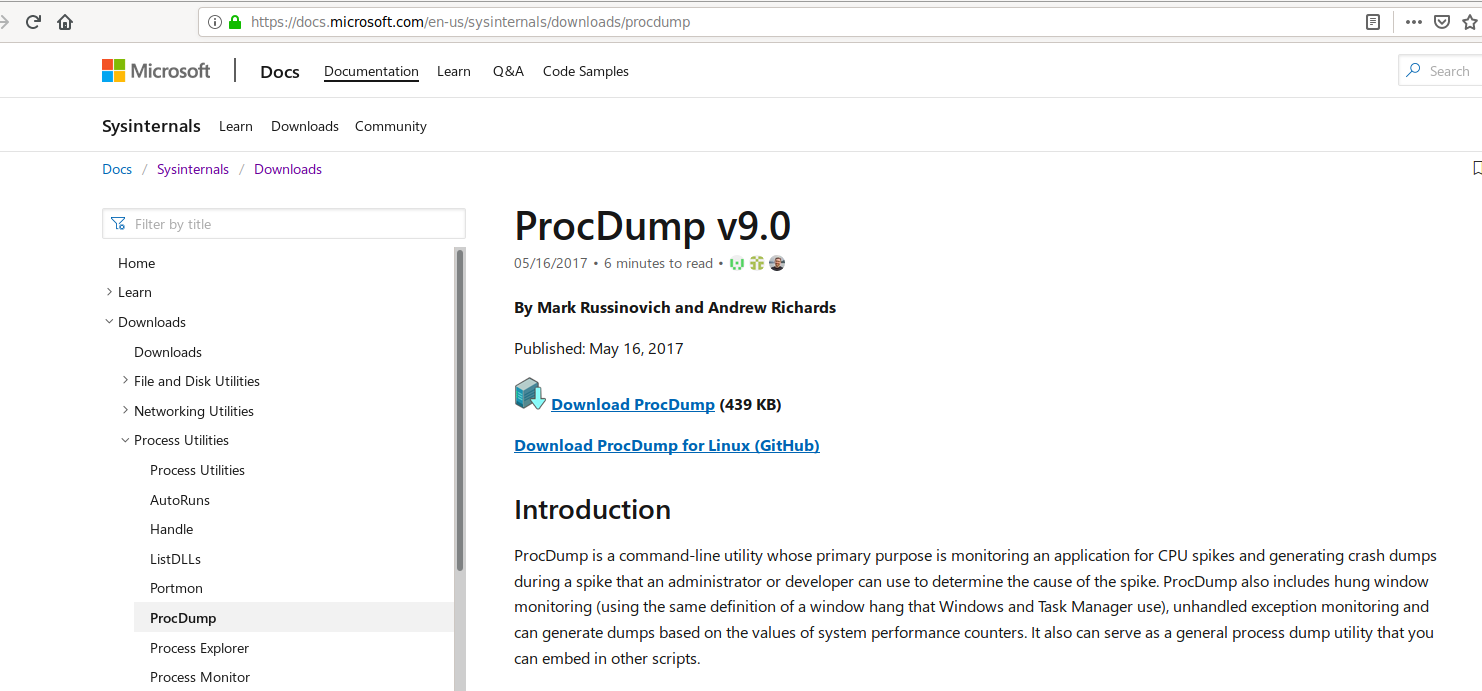 https://docs.microsoft.com/en-us/sysinternals/downloads/procdump
Microsoft Docs Documentation Learn Q&A Code Samples Search
Sysinternals Learn Downloads Community
Docs / Sysinternals / Downloads
Filter by title
Home
Learn
Downloads
Downloads
File and Disk Utilities
Networking Utilities
Process Utilities
Process Utilities
AutoRuns
Handle
ListDLLs
Portmon
ProcDump
Process Explorer
Process Monitor
ProcDump v9.0
05/16/2017 • 6 minutes to read •
By Mark Russinovich and Andrew Richards
Published: May 16, 2017
Download ProcDump (439 KB)
Download ProcDump for Linux (GitHub)
Introduction
ProcDump is a command-line utility whose primary purpose is monitoring an application for CPU spikes and generating crash dumps
during a spike that an administrator or developer can use to determine the cause of the spike. ProcDump also includes hung window
monitoring (using the same definition of a window hang that Windows and Task Manager use), unhandled exception monitoring and
can generate dumps based on the values of system performance counters. It also can serve as a general process dump utility that you
can embed in other scripts.